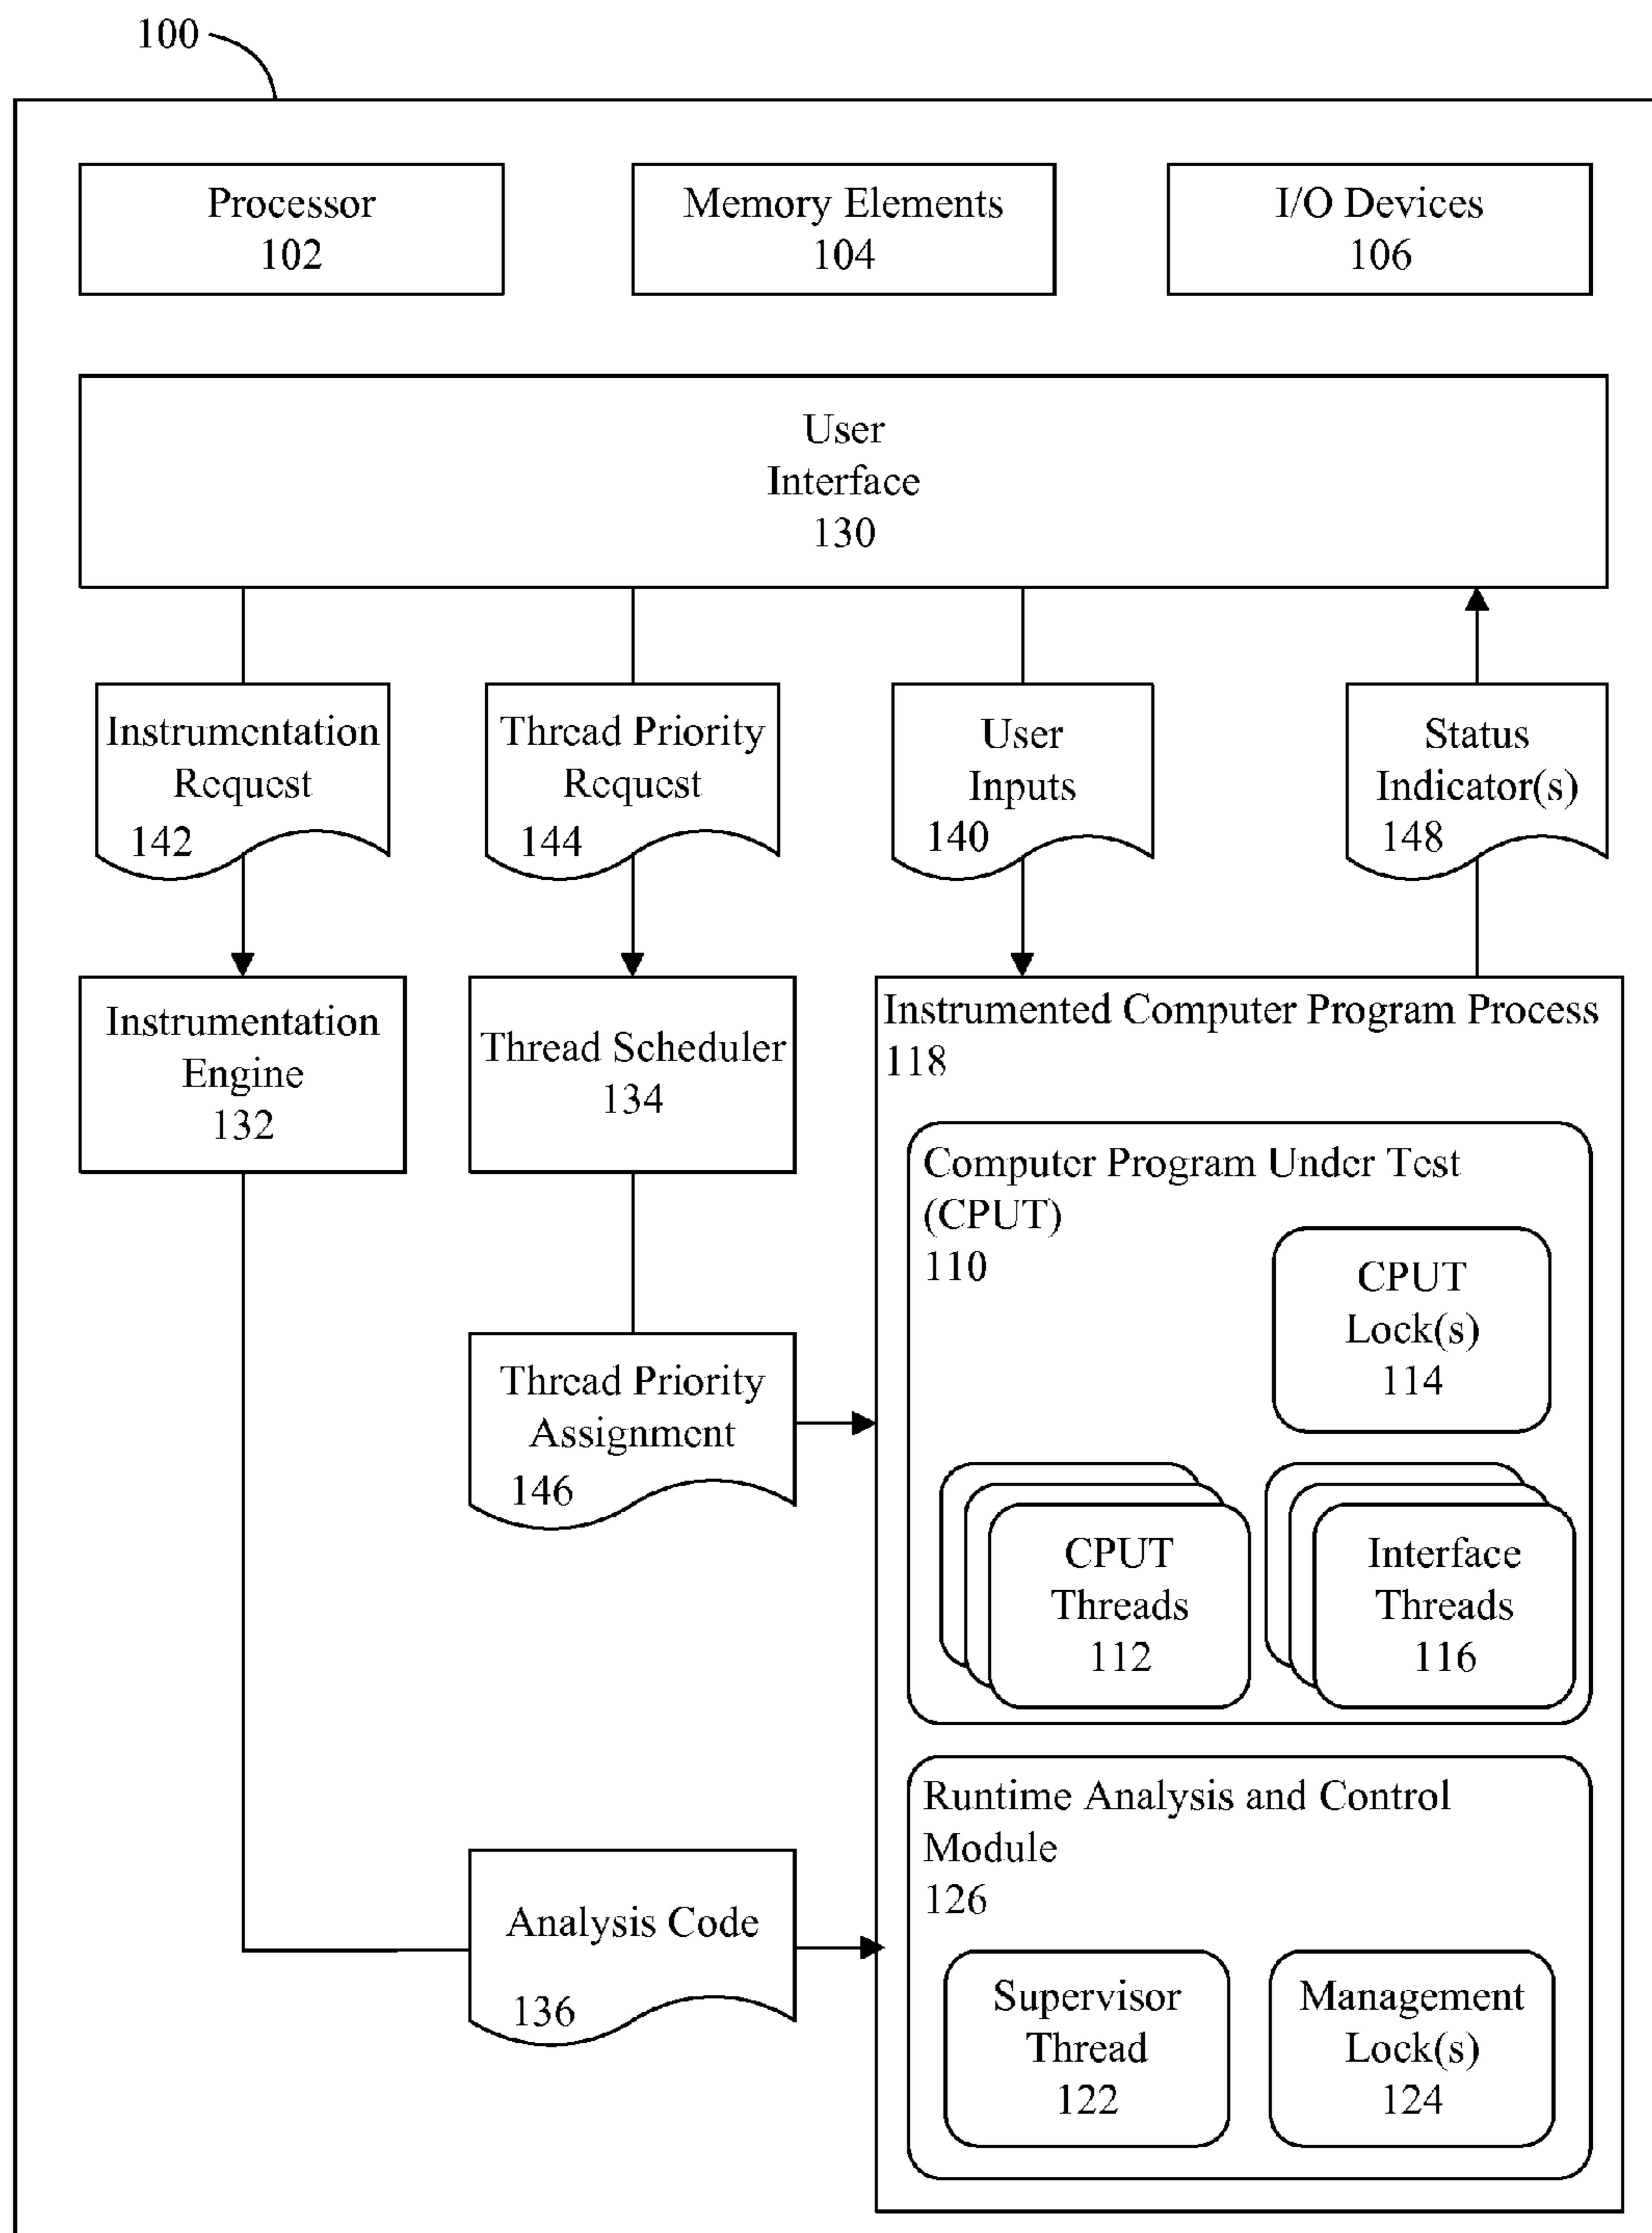 100
Processor
102
Memory Elements
104
I/O Devices
106
User
Interface
130
Instrumentation
Request
142
Thread Priority
Request
144
User
Inputs
140
Status
Indicator(s)
148
Instrumentation
Engine
132
Thread Scheduler
134
Instrumented Computer Program Process
118
Computer Program Under Test
(CPUT)
110
CPUT
Lock(s)
114
Thread Priority
Assignment
146
CPUT
Threads
112
Interface
Threads
116
Runtime Analysis and Control
Module
126
Analysis Code
136
Supervisor
Thread
122
Management
Lock(s)
124